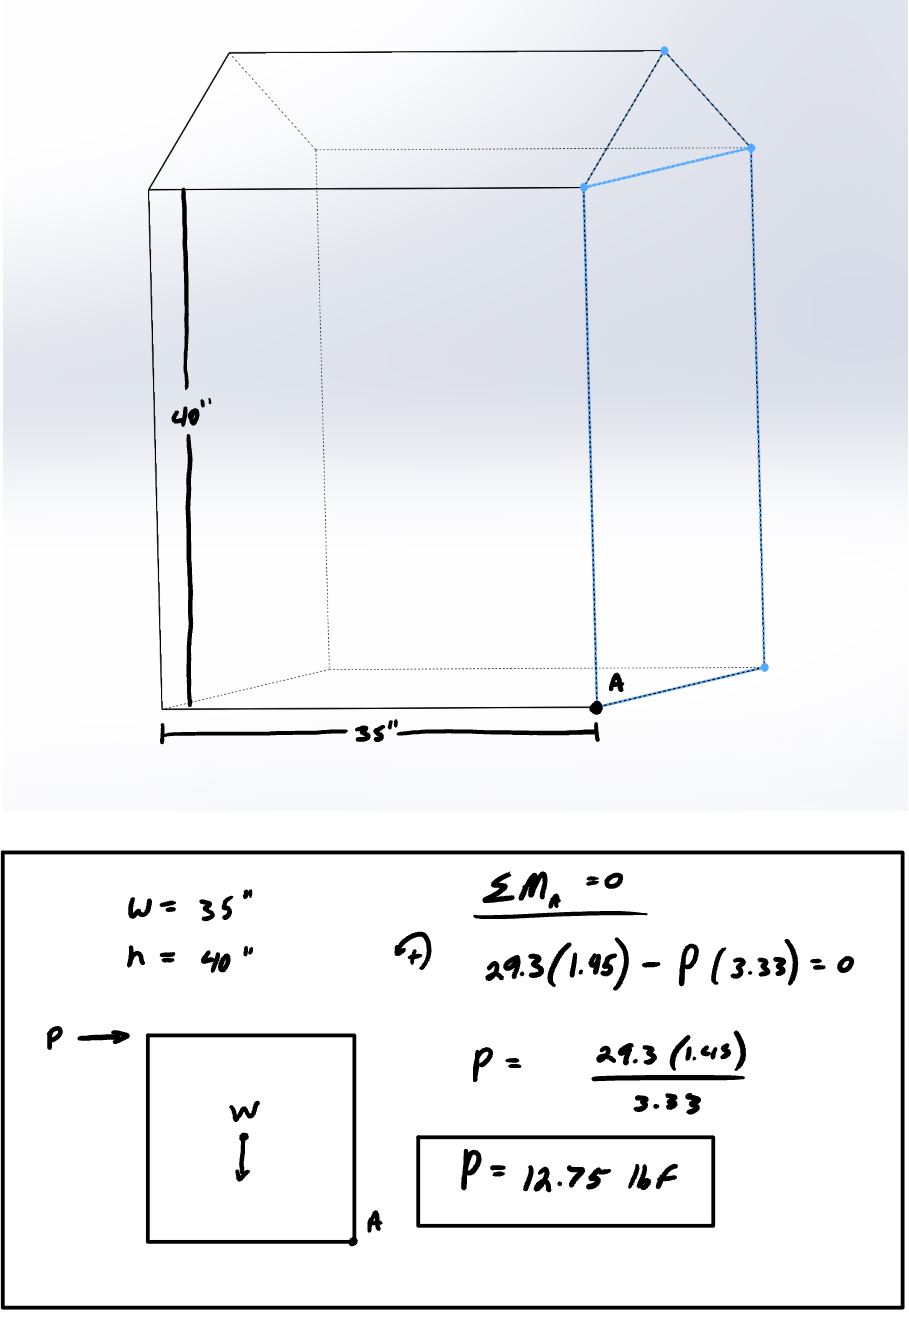 40"
A
35"
W = 35"
h = 40"
ΣM_A = 0
+) 29.3(1.45) - P(3.33) = 0
P →
W
A
P = 29.3 (1.45) / 3.33
P = 12.75 lbf